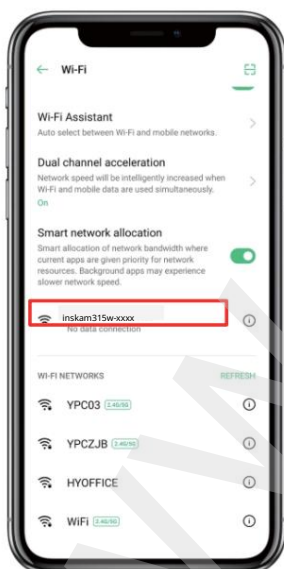 Wi-Fi
Wi-Fi Assistant
Auto select between Wi-Fi and mobile networks.
Dual channel acceleration
Network speed will be intelligently increased when
Wi-Fi and mobile data are used simultaneously.
On
Smart network allocation
Smart allocation of network bandwidth where
current apps are given priority for network
resources. Background apps may experience
slower network speed.
inskam315w-xxxx
No data connection
WI-FI NETWORKS REFRESH
YPC03 2.4G/5G
YPCZJB 2.4G/5G
HYOFFICE
WiFi 2.4G/5G